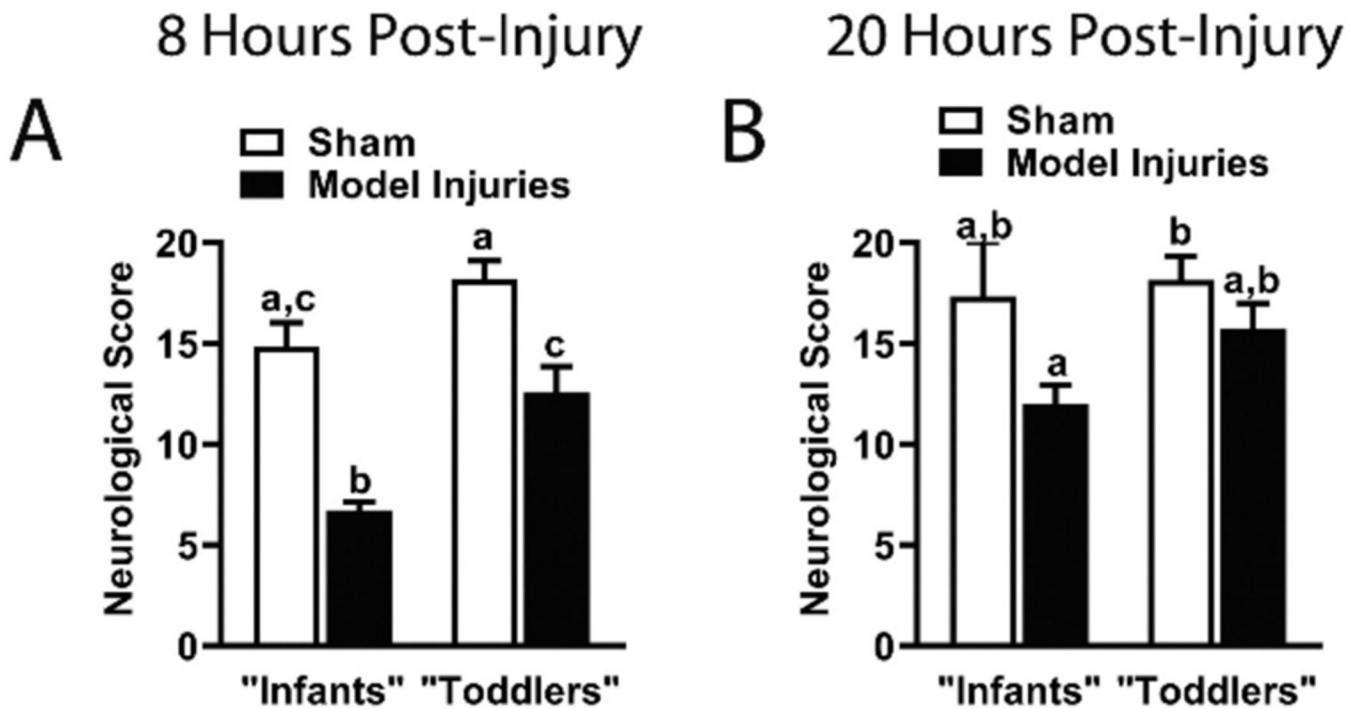 8 Hours Post-Injury
A
Sham
Model Injuries
Neurological Score
20
15
10
5
0
a,c
b
a
c
"Infants" "Toddlers"
20 Hours Post-Injury
B
Sham
Model Injuries
Neurological Score
20
15
10
5
0
a,b
a
b
a,b
"Infants" "Toddlers"